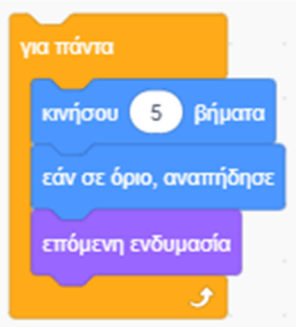 για πάντα
κινήσου 5 βήματα
εάν σε όριο, αναπήδησε
επόμενη ενδυμασία